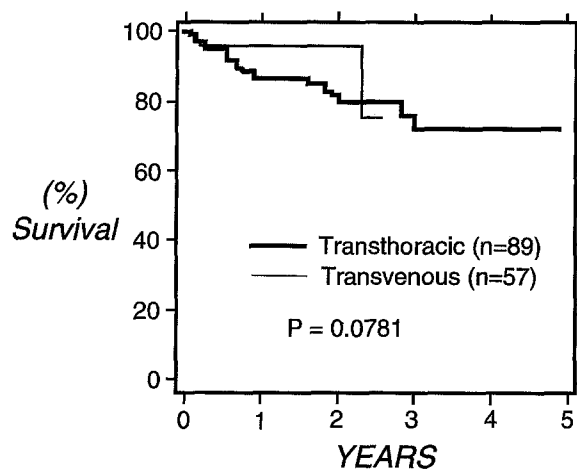 100
80
60
(%)
Survival
40
20
0
Transthoracic (n=89)
Transvenous (n=57)
P = 0.0781
0 1 2 3 4 5
YEARS